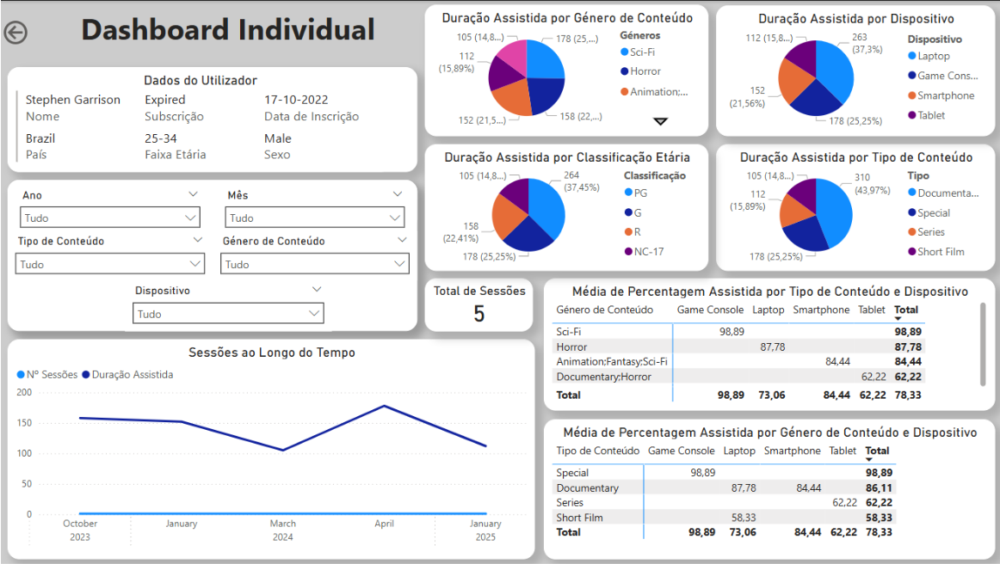 Dashboard Individual
Dados do Utilizador
Stephen Garrison Expired 17-10-2022
Nome Subscrição Data de Inscrição
Brazil 25-34 Male
País Faixa Etária Sexo
Ano Mês
Tudo Tudo
Tipo de Conteúdo Género de Conteúdo
Tudo Tudo
Dispositivo
Tudo
Sessões ao Longo do Tempo
Nº Sessões Duração Assistida
200
150
100
50
0
October January March April January
2023 2024 2025
Duração Assistida por Género de Conteúdo
105 (14,8...) 178 (25,...)
112
(15,89%)
152 (21,5...) 158 (22,...)
Géneros
Sci-Fi
Horror
Animation;...
Duração Assistida por Dispositivo
112 (15,8...) 263
(37,3%)
152
(21,56%)
178 (25,25%)
Dispositivo
Laptop
Game Cons...
Smartphone
Tablet
Duração Assistida por Classificação Etária
105 (14,8...) 264
(37,45%)
158
(22,41%)
178 (25,25%)
Classificação
PG
G
R
NC-17
Duração Assistida por Tipo de Conteúdo
105 (14,8...) 310
(43,97%)
112
(15,89%)
178 (25,25%)
Tipo
Documenta...
Special
Series
Short Film
Total de Sessões
5
Média de Percentagem Assistida por Tipo de Conteúdo e Dispositivo
Género de Conteúdo Game Console Laptop Smartphone Tablet Total
Sci-Fi 98,89 98,89
Horror 87,78 87,78
Animation;Fantasy;Sci-Fi 84,44 84,44
Documentary;Horror 62,22 62,22
Total 98,89 73,06 84,44 62,22 78,33
Média de Percentagem Assistida por Género de Conteúdo e Dispositivo
Tipo de Conteúdo Game Console Laptop Smartphone Tablet Total
Special 98,89 98,89
Documentary 87,78 84,44 86,11
Series 62,22 62,22
Short Film 58,33 58,33
Total 98,89 73,06 84,44 62,22 78,33